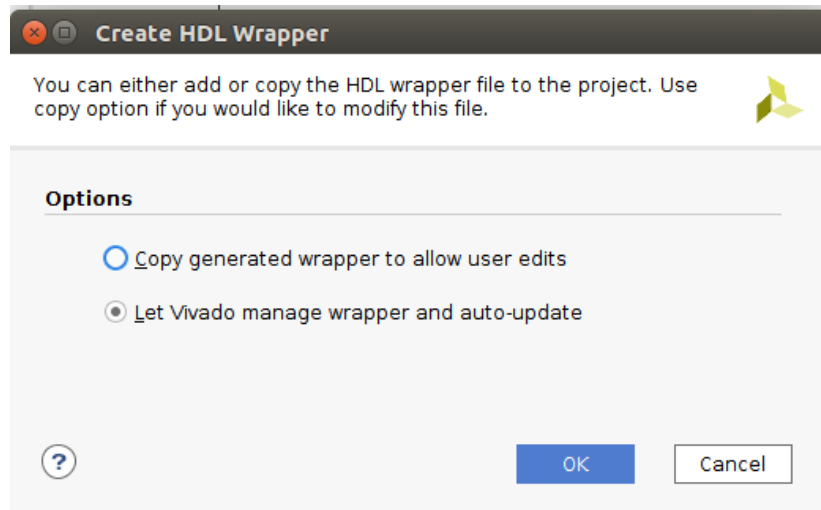 Create HDL Wrapper
You can either add or copy the HDL wrapper file to the project. Use
copy option if you would like to modify this file.
Options
Copy generated wrapper to allow user edits
Let Vivado manage wrapper and auto-update
?
OK
Cancel